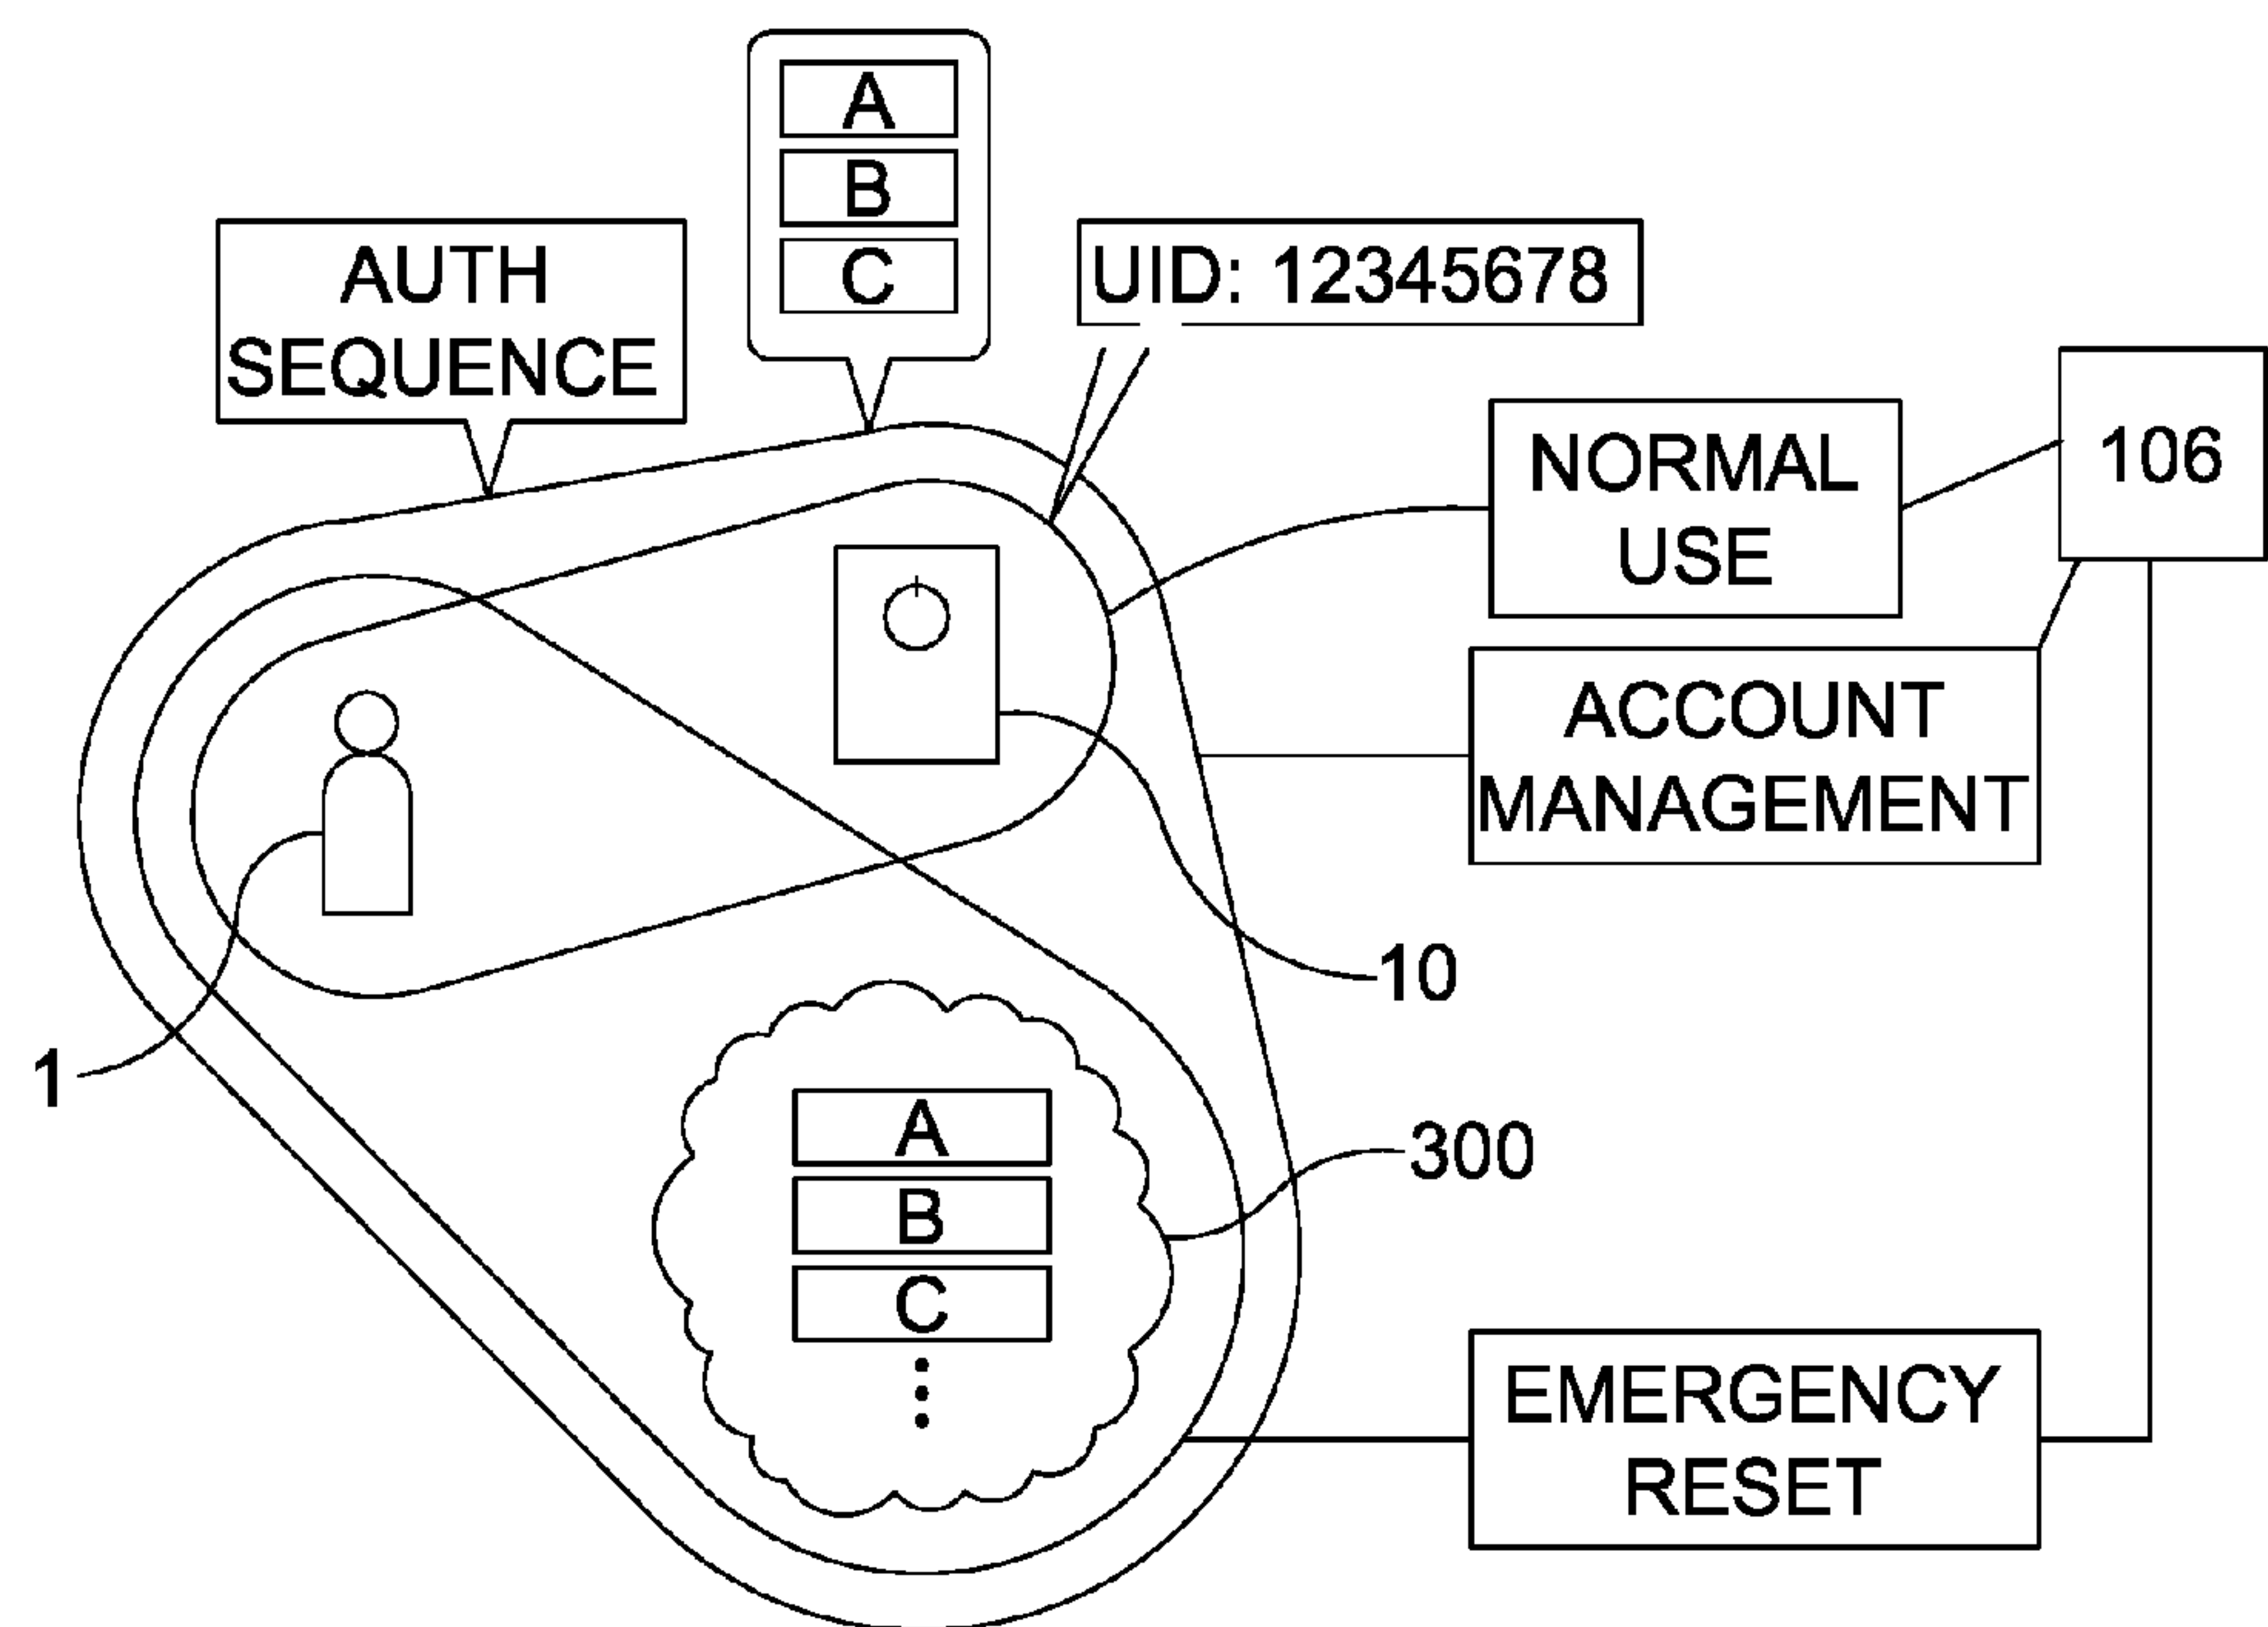 A
B
C
AUTH
SEQUENCE
UID: 12345678
NORMAL
USE
106
ACCOUNT
MANAGEMENT
10
1
A
B
C
300
EMERGENCY
RESET